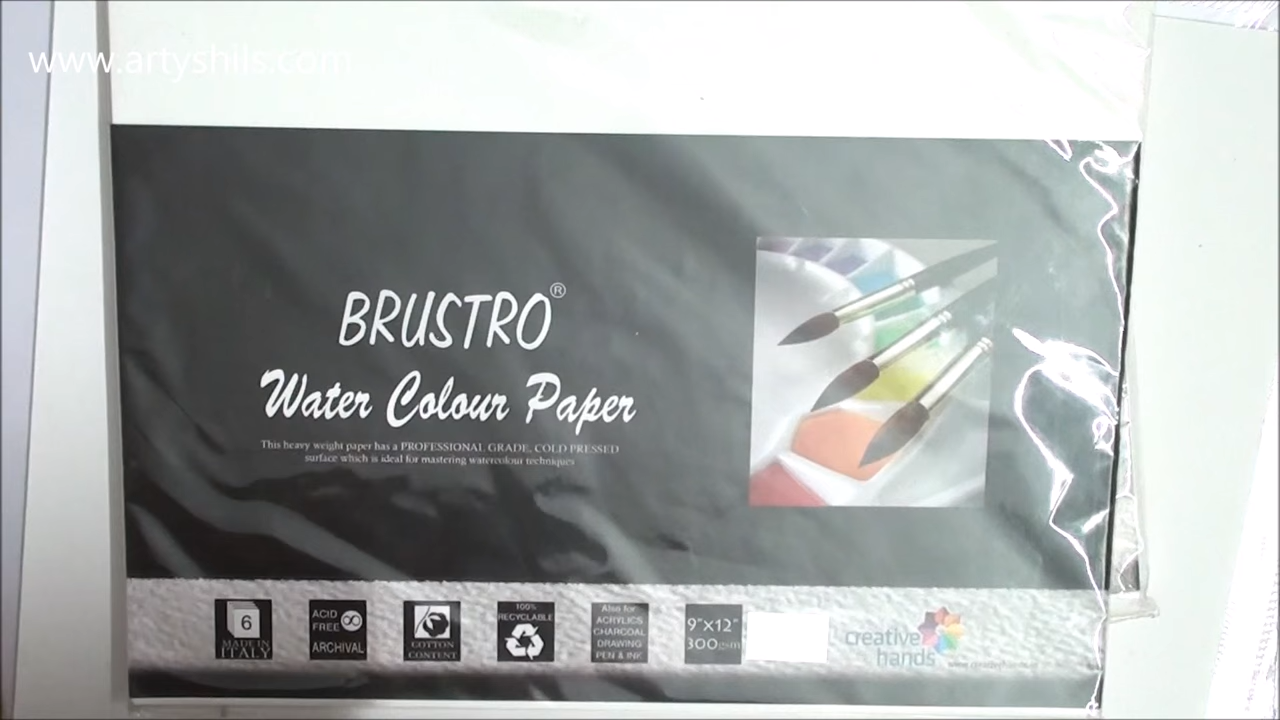 www.artyshils.com
BRUSTRO®
Water Colour Paper
This heavy weight paper has a PROFESSIONAL GRADE, COLD PRESSED
surface which is ideal for mastering watercolour techniques
6
MADE IN
ITALY
ACID
FREE
ARCHIVAL
COTTON
CONTENT
100%
RECYCLABLE
Also for
ACRYLICS
CHARCOAL
DRAWING
PEN & INK
9"x12"
300gsm
creative
hands